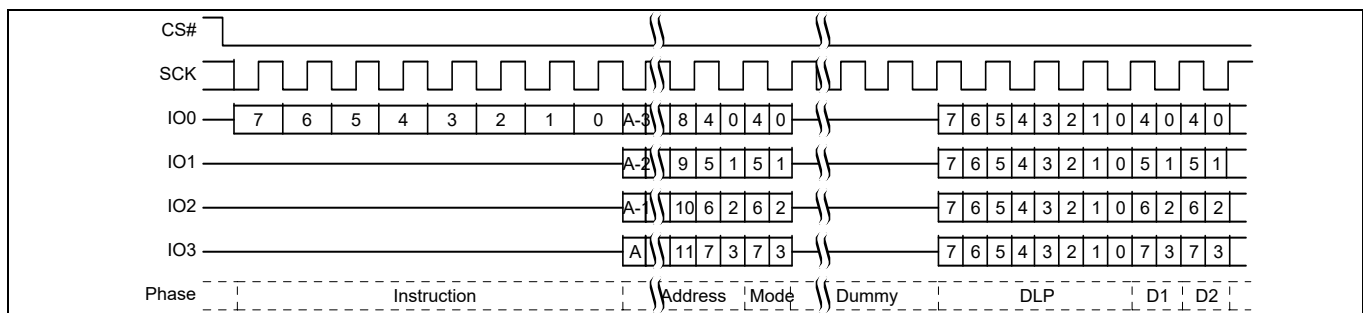 CS#
SCK
IO0 7 6 5 4 3 2 1 0 A-3 8 4 0 4 0 7 6 5 4 3 2 1 0 4 0 4 0
IO1 A-2 9 5 1 5 1 7 6 5 4 3 2 1 0 5 1 5 1
IO2 A-1 10 6 2 6 2 7 6 5 4 3 2 1 0 6 2 6 2
IO3 A 11 7 3 7 3 7 6 5 4 3 2 1 0 7 3 7 3
Phase Instruction Address Mode Dummy DLP D1 D2